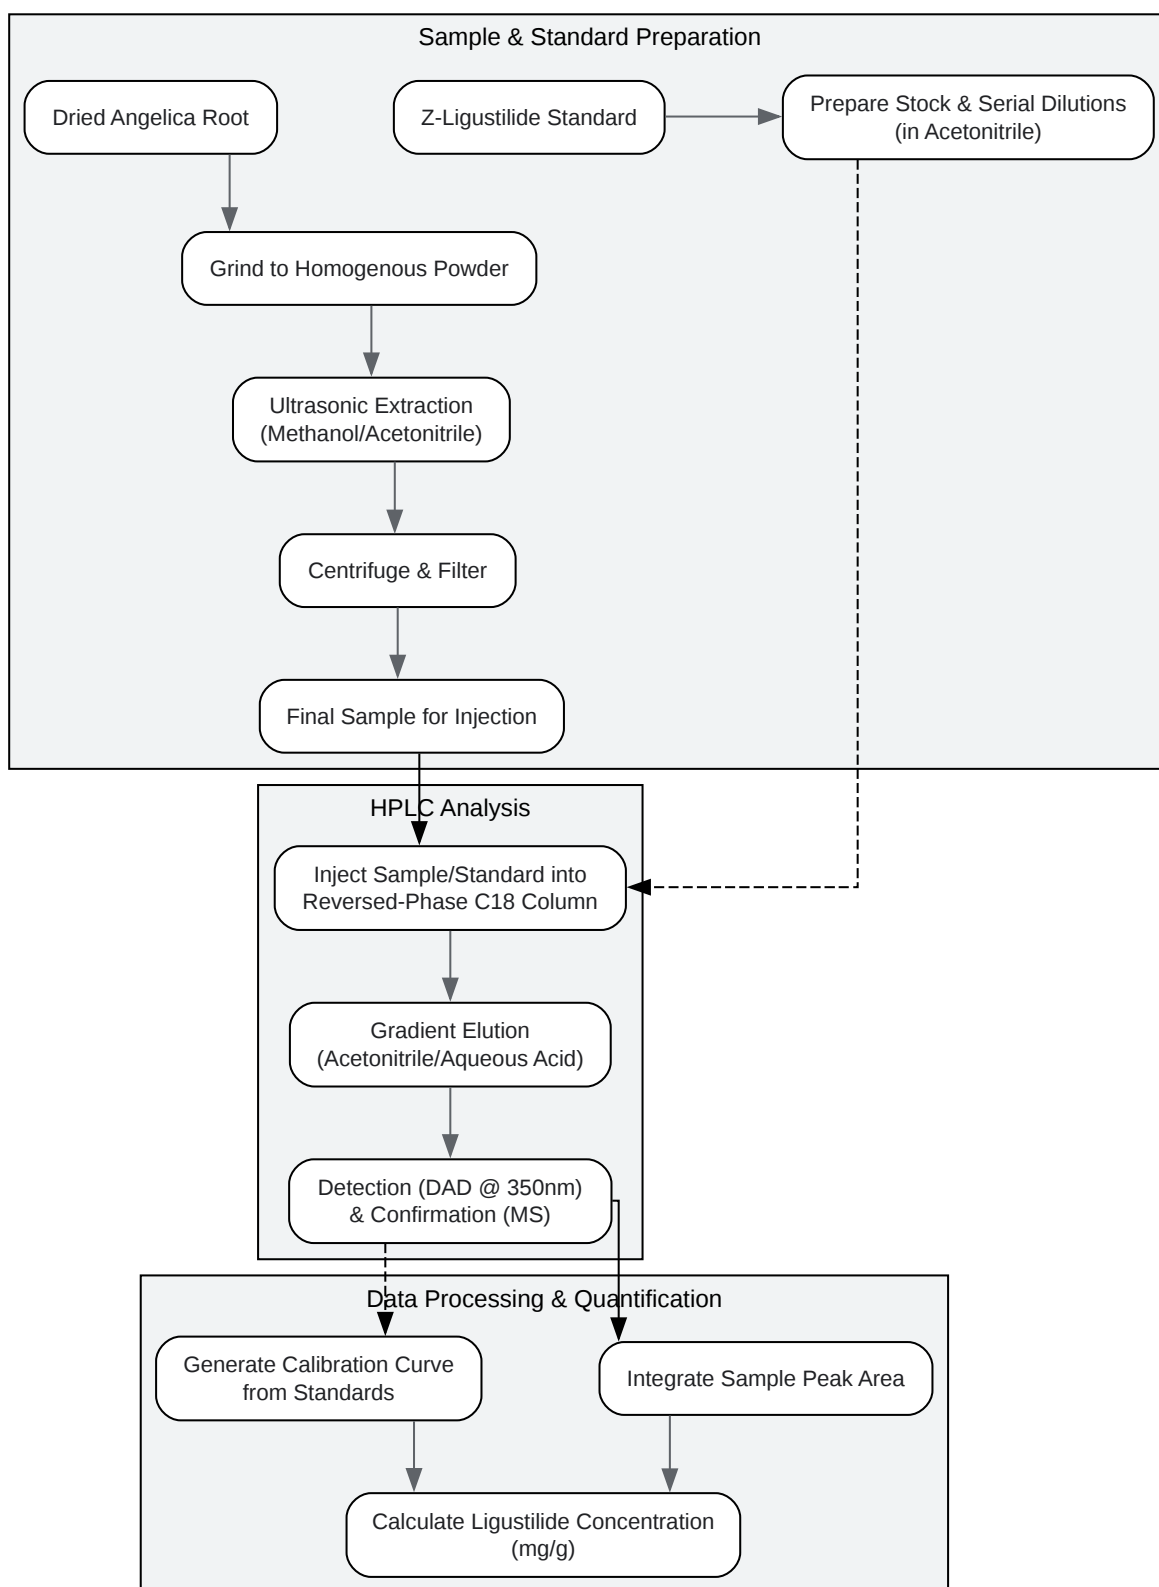 Sample & Standard Preparation
Dried Angelica Root
Z-Ligustilide Standard
Prepare Stock & Serial Dilutions
(in Acetonitrile)
Grind to Homogenous Powder
Ultrasonic Extraction
(Methanol/Acetonitrile)
Centrifuge & Filter
Final Sample for Injection
HPLC Analysis
Inject Sample/Standard into
Reversed-Phase C18 Column
Gradient Elution
(Acetonitrile/Aqueous Acid)
Detection (DAD @ 350nm)
& Confirmation (MS)
Data Processing & Quantification
Generate Calibration Curve
from Standards
Integrate Sample Peak Area
Calculate Ligustilide Concentration
(mg/g)